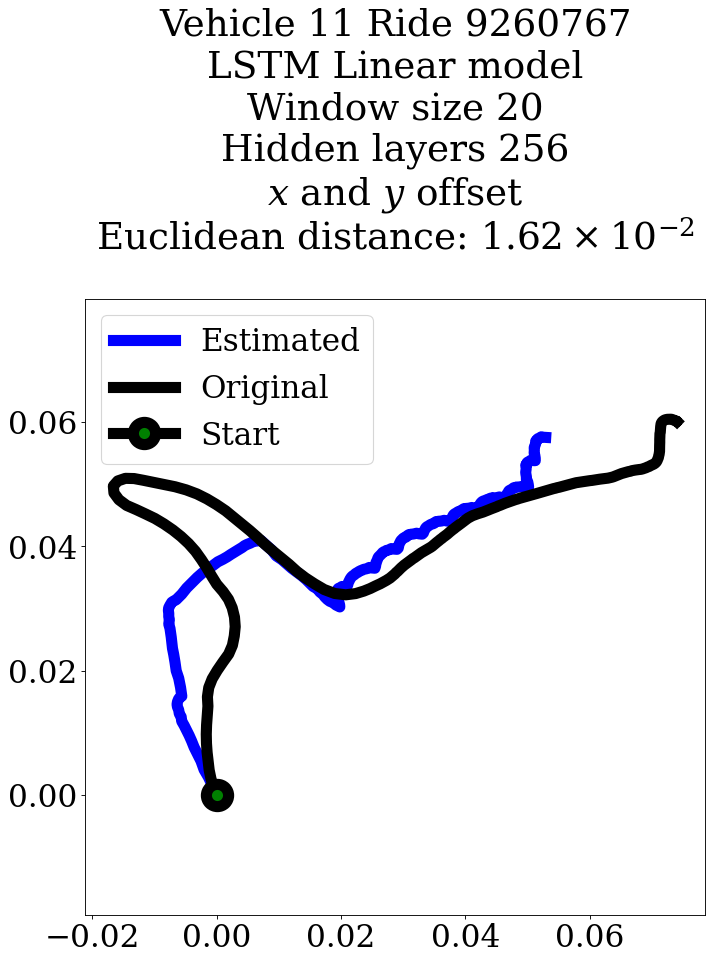 Vehicle 11 Ride 9260767
LSTM Linear model
Window size 20
Hidden layers 256
x and y offset
Euclidean distance: 1.62 × 10⁻²
Estimated
Original
Start
0.06
0.04
0.02
0.00
−0.02 0.00 0.02 0.04 0.06